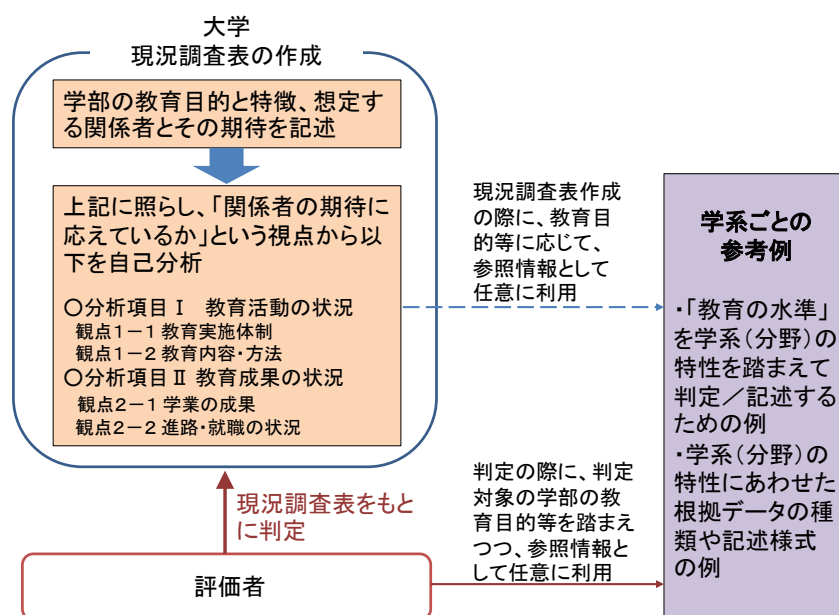 大学
現況調査表の作成
学部の教育目的と特徴、想定す
る関係者とその期待を記述
上記に照らし、「関係者の期待に
応えているか」という視点から以
下を自己分析
○分析項目Ⅰ　教育活動の状況
観点1－1 教育実施体制
観点1－2 教育内容・方法
○分析項目Ⅱ 教育成果の状況
観点2－1 学業の成果
観点2－2 進路・就職の状況
現況調査表作成
の際に、教育目
的等に応じて、
参照情報として
任意に利用
学系ごとの
参考例
・「教育の水準」
を学系(分野)の
特性を踏まえて
判定／記述する
ための例
・学系(分野)の
特性にあわせた
根拠データの種
類や記述様式
の例
現況調査表をもと
に判定
判定の際に、判定
対象の学部の教
育目的等を踏まえ
つつ、参照情報と
して任意に利用
評価者